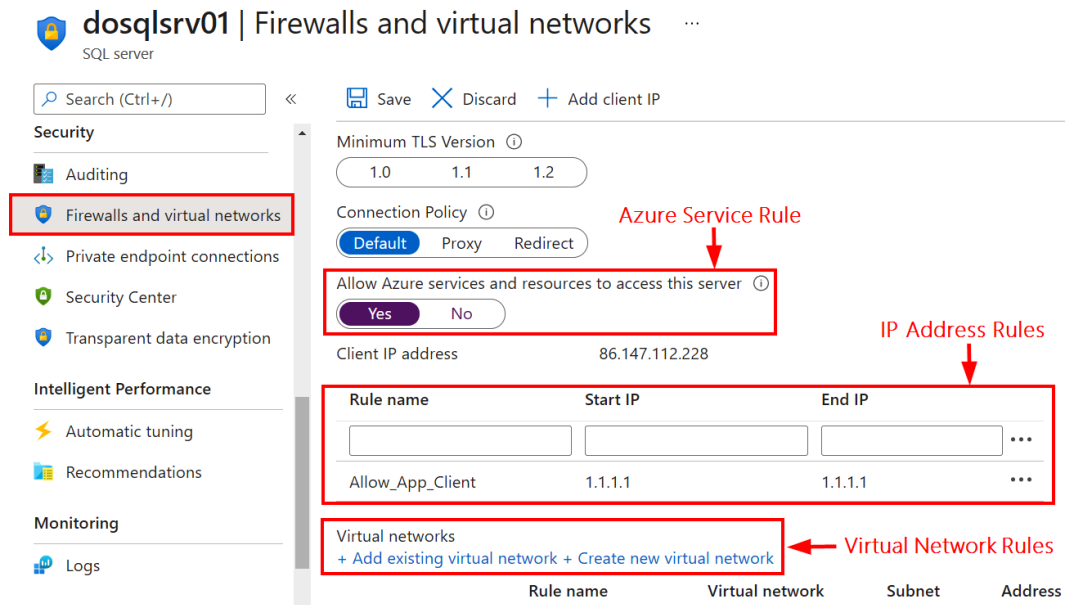 dosqlsrv01 | Firewalls and virtual networks ...
SQL server
Search (Ctrl+/)
«
Save
Discard
Add client IP
Security
Auditing
Firewalls and virtual networks
Private endpoint connections
Security Center
Transparent data encryption
Intelligent Performance
Automatic tuning
Recommendations
Monitoring
Logs
Minimum TLS Version
1.0 1.1 1.2
Connection Policy
Default Proxy Redirect
Azure Service Rule
Allow Azure services and resources to access this server
Yes No
Client IP address 86.147.112.228
IP Address Rules
Rule name Start IP End IP
...
Allow_App_Client 1.1.1.1 1.1.1.1 ...
Virtual networks
+ Add existing virtual network + Create new virtual network
Virtual Network Rules
Rule name Virtual network Subnet Address